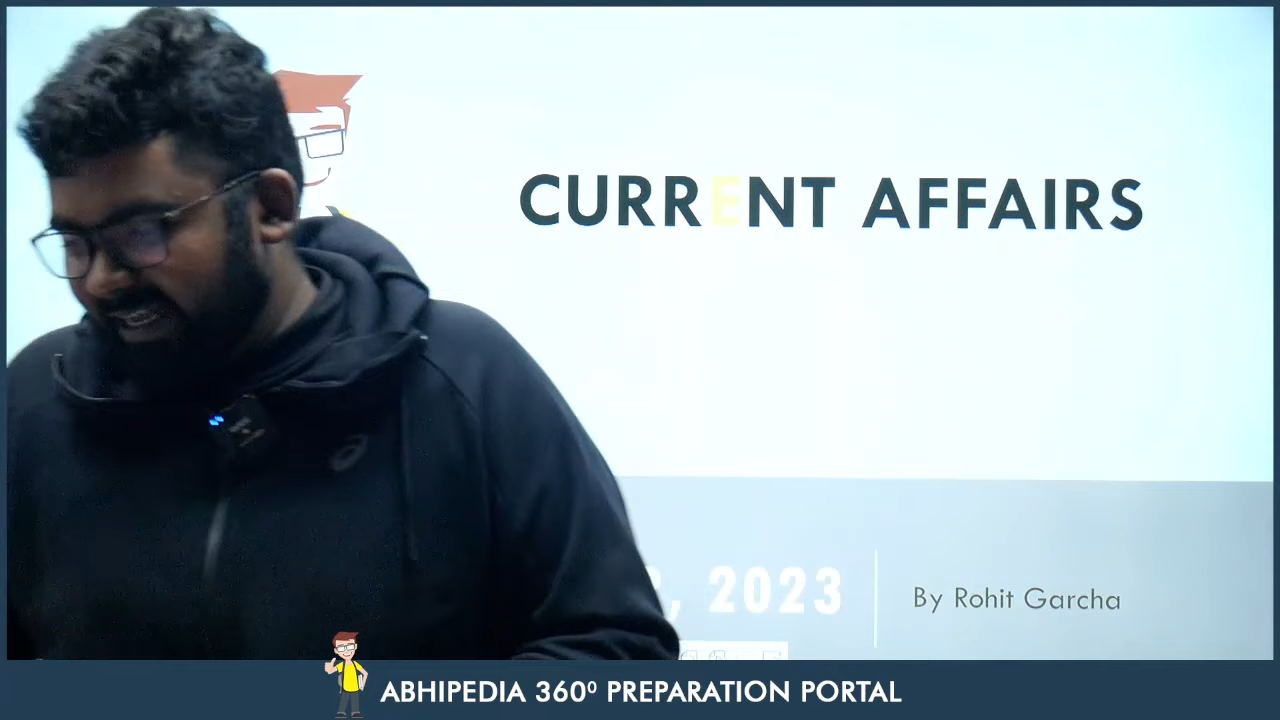 CURRENT AFFAIRS
, 2023
By Rohit Garcha
ABHIPEDIA 360⁰ PREPARATION PORTAL